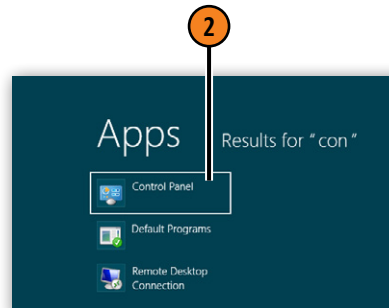 2
Apps Results for "con"
Control Panel
Default Programs
Remote Desktop
Connection